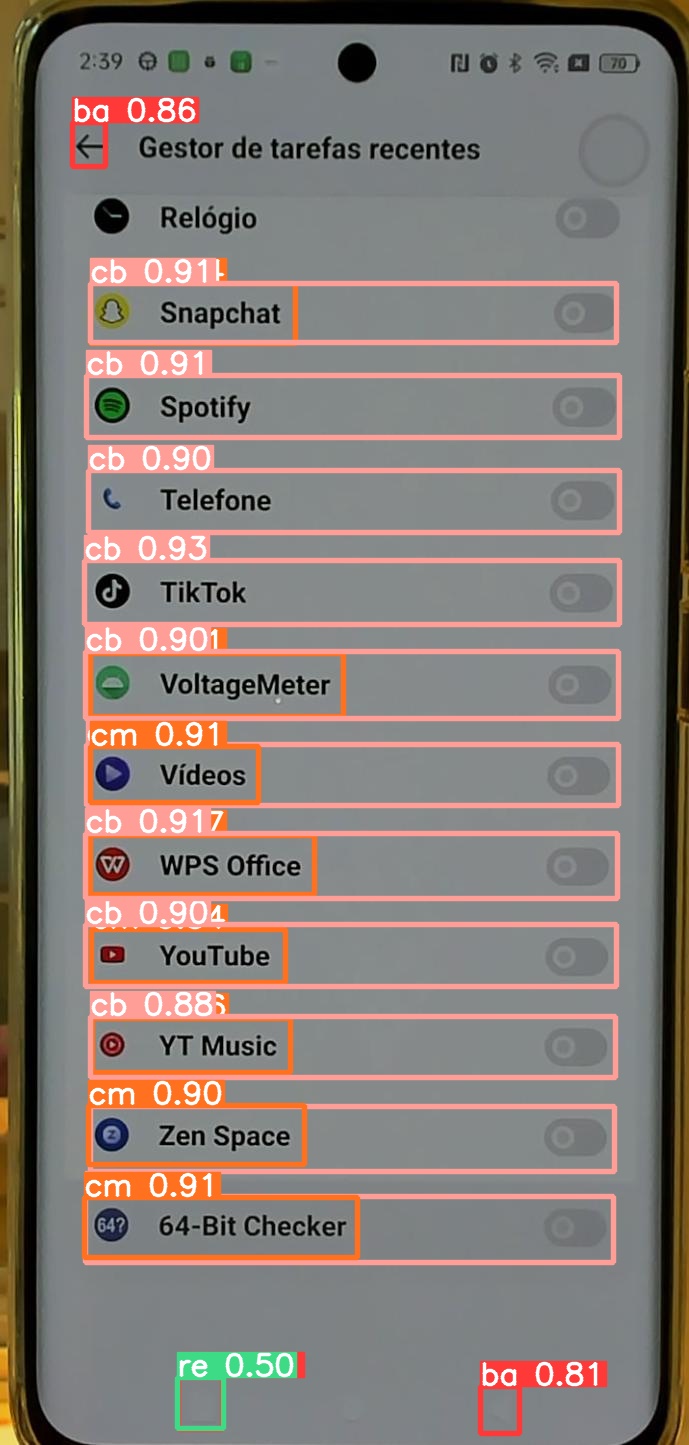 2:39 70
ba 0.86
Gestor de tarefas recentes
Relógio
cb 0.91
Snapchat
cb 0.91
Spotify
cb 0.90
Telefone
cb 0.93
TikTok
cb 0.90
VoltageMeter
cm 0.91
Vídeos
cb 0.91
WPS Office
cb 0.90
YouTube
cb 0.88
YT Music
cm 0.90
Zen Space
cm 0.91
64? 64-Bit Checker
re 0.50
ba 0.81